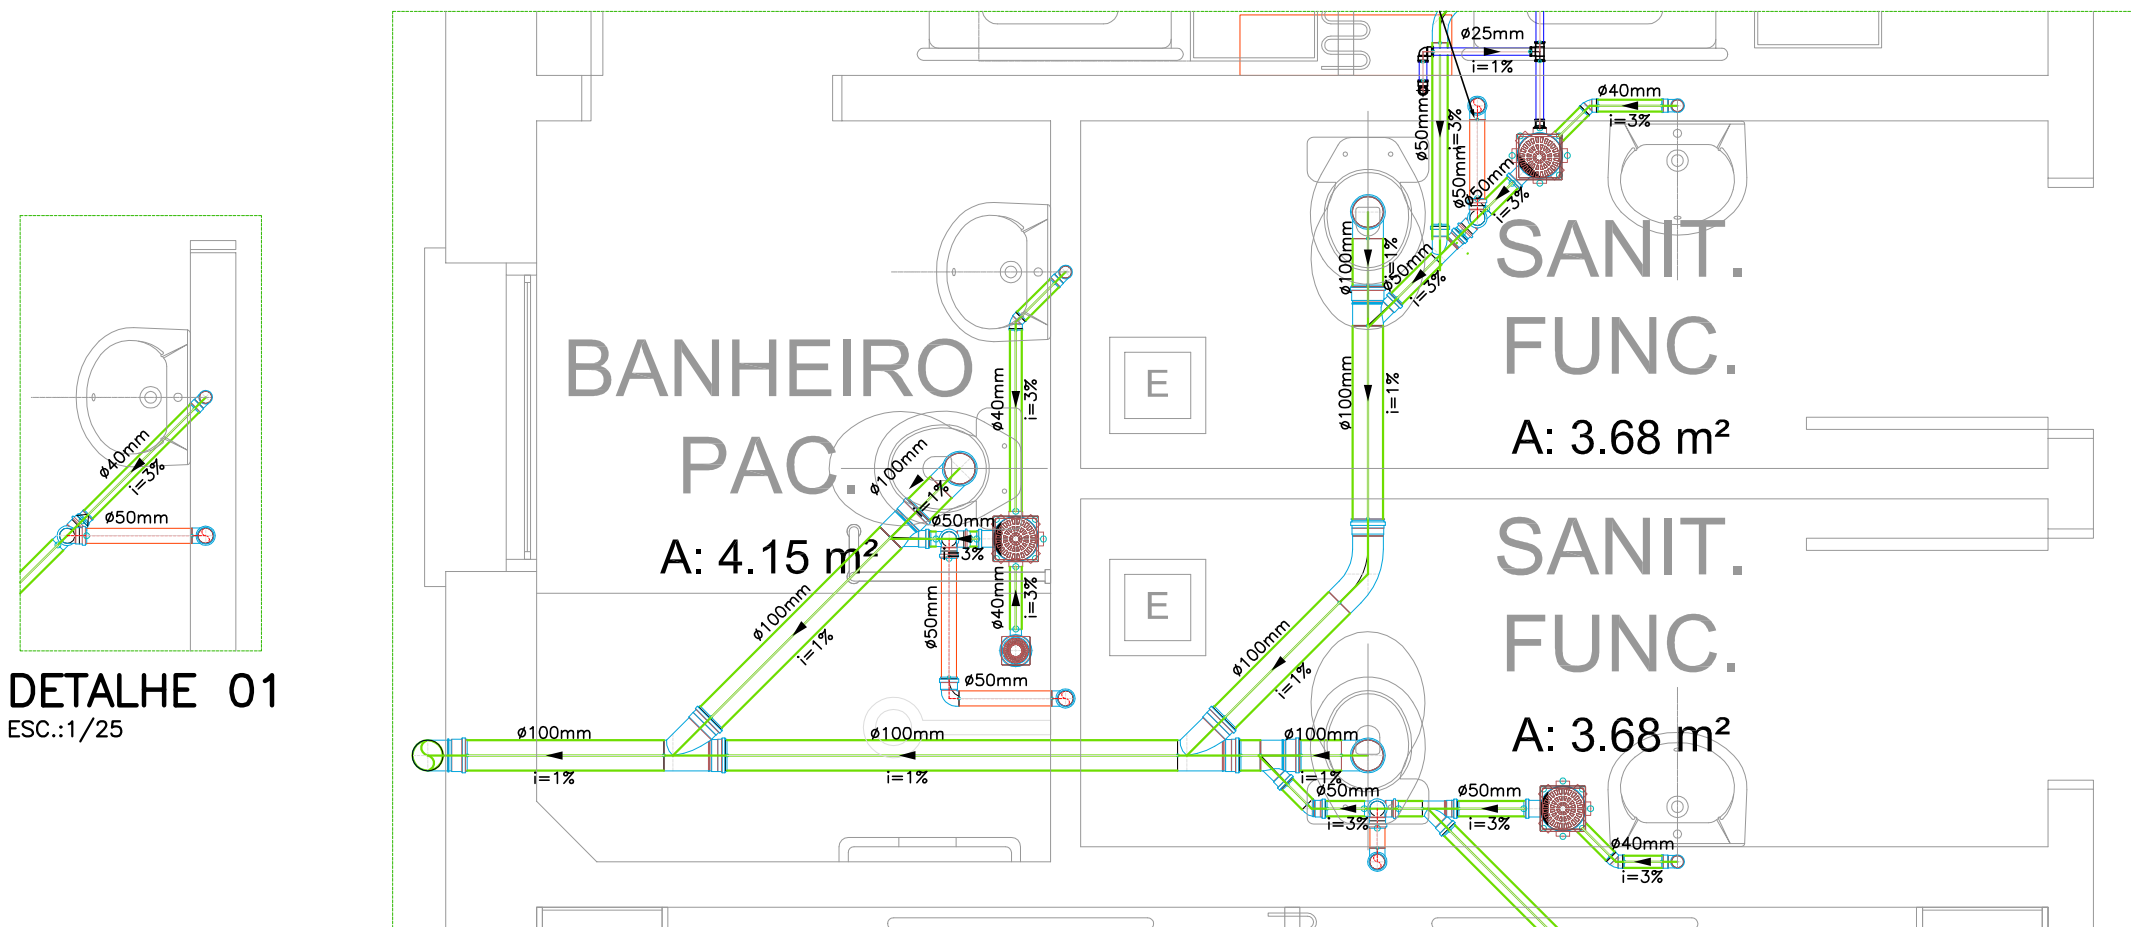 ø25mm
i=1%
ø50mm
i=3%
ø40mm
i=3%
ø50mm
ø50mm
i=3%
SANIT.
FUNC.
A: 3.68 m²
ø100mm
i=1%
ø50mm
i=3%
ø100mm
i=1%
E
BANHEIRO
PAC.
A: 4.15 m²
ø40mm
i=3%
ø100mm
i=1%
ø50mm
i=3%
ø40mm
i=3%
ø50mm
ø50mm
ø100mm
i=1%
ø40mm
i=3%
ø50mm
DETALHE 01
ESC.:1/25
SANIT.
FUNC.
A: 3.68 m²
E
ø100mm
i=1%
ø100mm
i=1%
ø100mm
i=1%
ø100mm
i=1%
ø50mm
i=3%
ø50mm
i=3%
ø40mm
i=3%